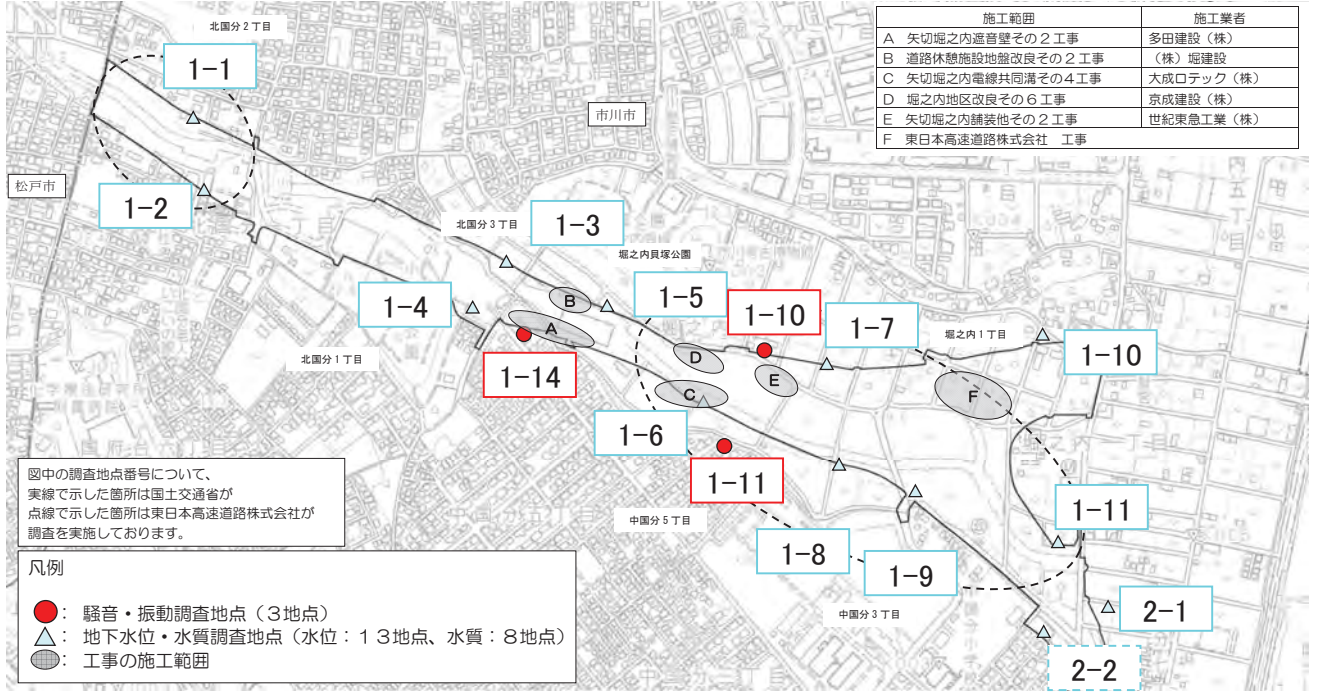 北国分２丁目
施工範囲 施工業者
A 矢切堀之内遮音壁その２工事 多田建設（株）
B 道路休憩施設地盤改良その２工事 （株）堀建設
C 矢切堀之内電線共同溝その４工事 大成ロテック（株）
D 堀之内地区改良その６工事 京成建設（株）
E 矢切堀之内舗装他その２工事 世紀東急工業（株）
F 東日本高速道路株式会社 工事
1-1
市川市
松戸市
1-2
北国分３丁目
1-3
堀之内貝塚公園
1-4
B
1-5
1-10
1-7
堀之内１丁目
1-10
A
北国分１丁目
1-14
D
E
C
F
1-6
1-11
中国分５丁目
1-11
1-8
1-9
中国分３丁目
2-1
2-2
図中の調査地点番号について、
実線で示した箇所は国土交通省が
点線で示した箇所は東日本高速道路株式会社が
調査を実施しております。
凡例
： 騒音・振動調査地点（３地点）
： 地下水位・水質調査地点（水位：１３地点、水質：８地点）
： 工事の施工範囲